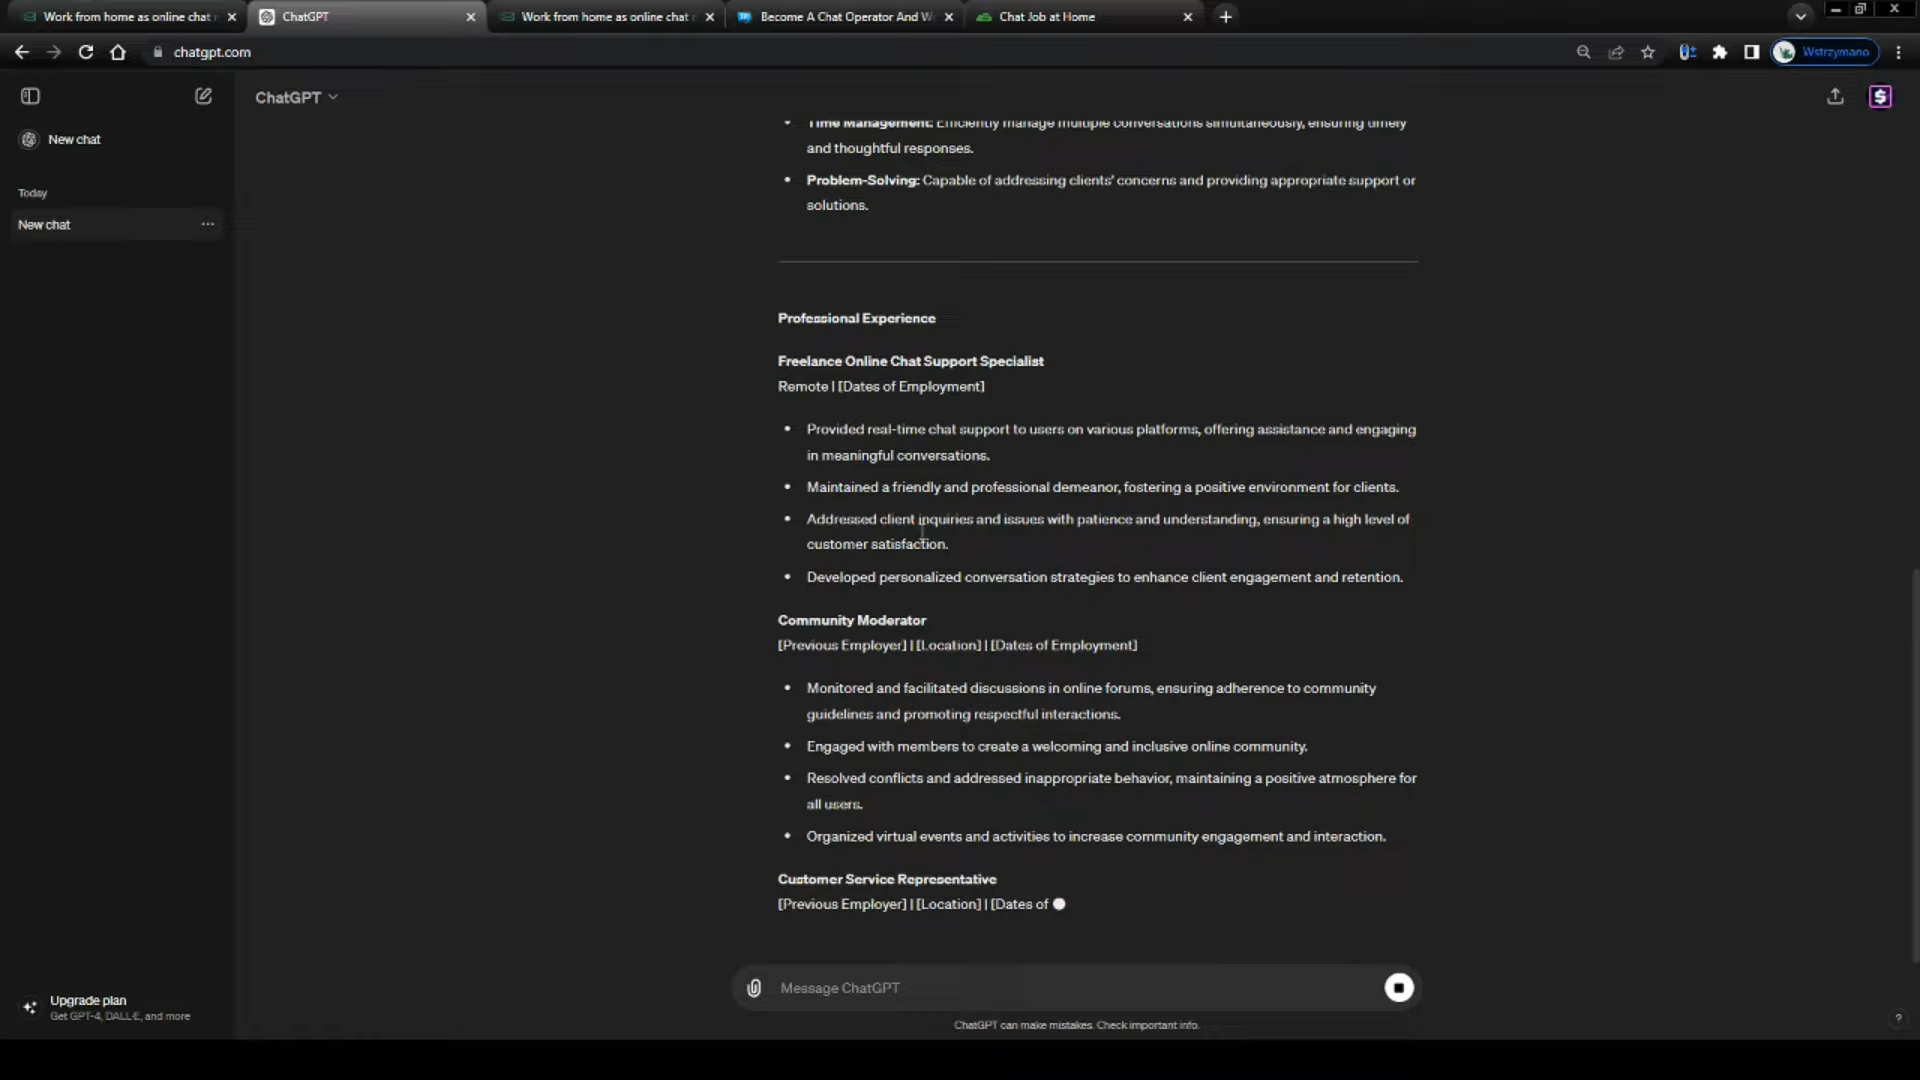 Work from home as online chat
ChatGPT
Work from home as online chat
Become A Chat Operator And W
Chat Job at Home
chatgpt.com
Wstrzymano
ChatGPT
$
New chat
Today
New chat
Time Management: Efficiently manage multiple conversations simultaneously, ensuring timely
and thoughtful responses.
Problem-Solving: Capable of addressing clients' concerns and providing appropriate support or
solutions.
Professional Experience
Freelance Online Chat Support Specialist
Remote | [Dates of Employment]
Provided real-time chat support to users on various platforms, offering assistance and engaging
in meaningful conversations.
Maintained a friendly and professional demeanor, fostering a positive environment for clients.
Addressed client inquiries and issues with patience and understanding, ensuring a high level of
customer satisfaction.
Developed personalized conversation strategies to enhance client engagement and retention.
Community Moderator
[Previous Employer] | [Location] | [Dates of Employment]
Monitored and facilitated discussions in online forums, ensuring adherence to community
guidelines and promoting respectful interactions.
Engaged with members to create a welcoming and inclusive online community.
Resolved conflicts and addressed inappropriate behavior, maintaining a positive atmosphere for
all users.
Organized virtual events and activities to increase community engagement and interaction.
Customer Service Representative
[Previous Employer] | [Location] | [Dates of
Message ChatGPT
Upgrade plan
Get GPT-4, DALL·E, and more
ChatGPT can make mistakes. Check important info.
?